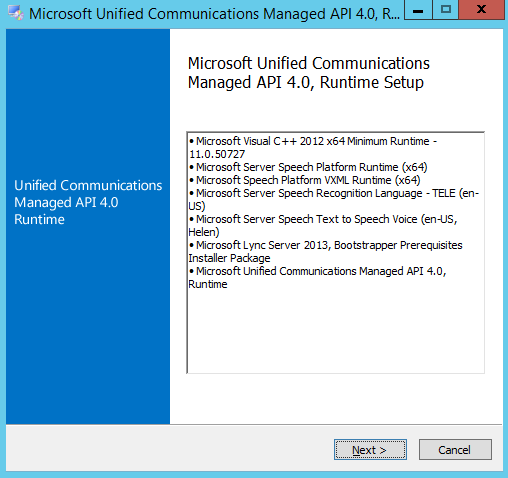 Microsoft Unified Communications Managed API 4.0, R...
Microsoft Unified Communications
Managed API 4.0, Runtime Setup
Unified Communications
Managed API 4.0
Runtime
• Microsoft Visual C++ 2012 x64 Minimum Runtime -
11.0.50727
• Microsoft Server Speech Platform Runtime (x64)
• Microsoft Speech Platform VXML Runtime (x64)
• Microsoft Server Speech Recognition Language - TELE (en-
US)
• Microsoft Server Speech Text to Speech Voice (en-US,
Helen)
• Microsoft Lync Server 2013, Bootstrapper Prerequisites
Installer Package
• Microsoft Unified Communications Managed API 4.0,
Runtime
Next >
Cancel